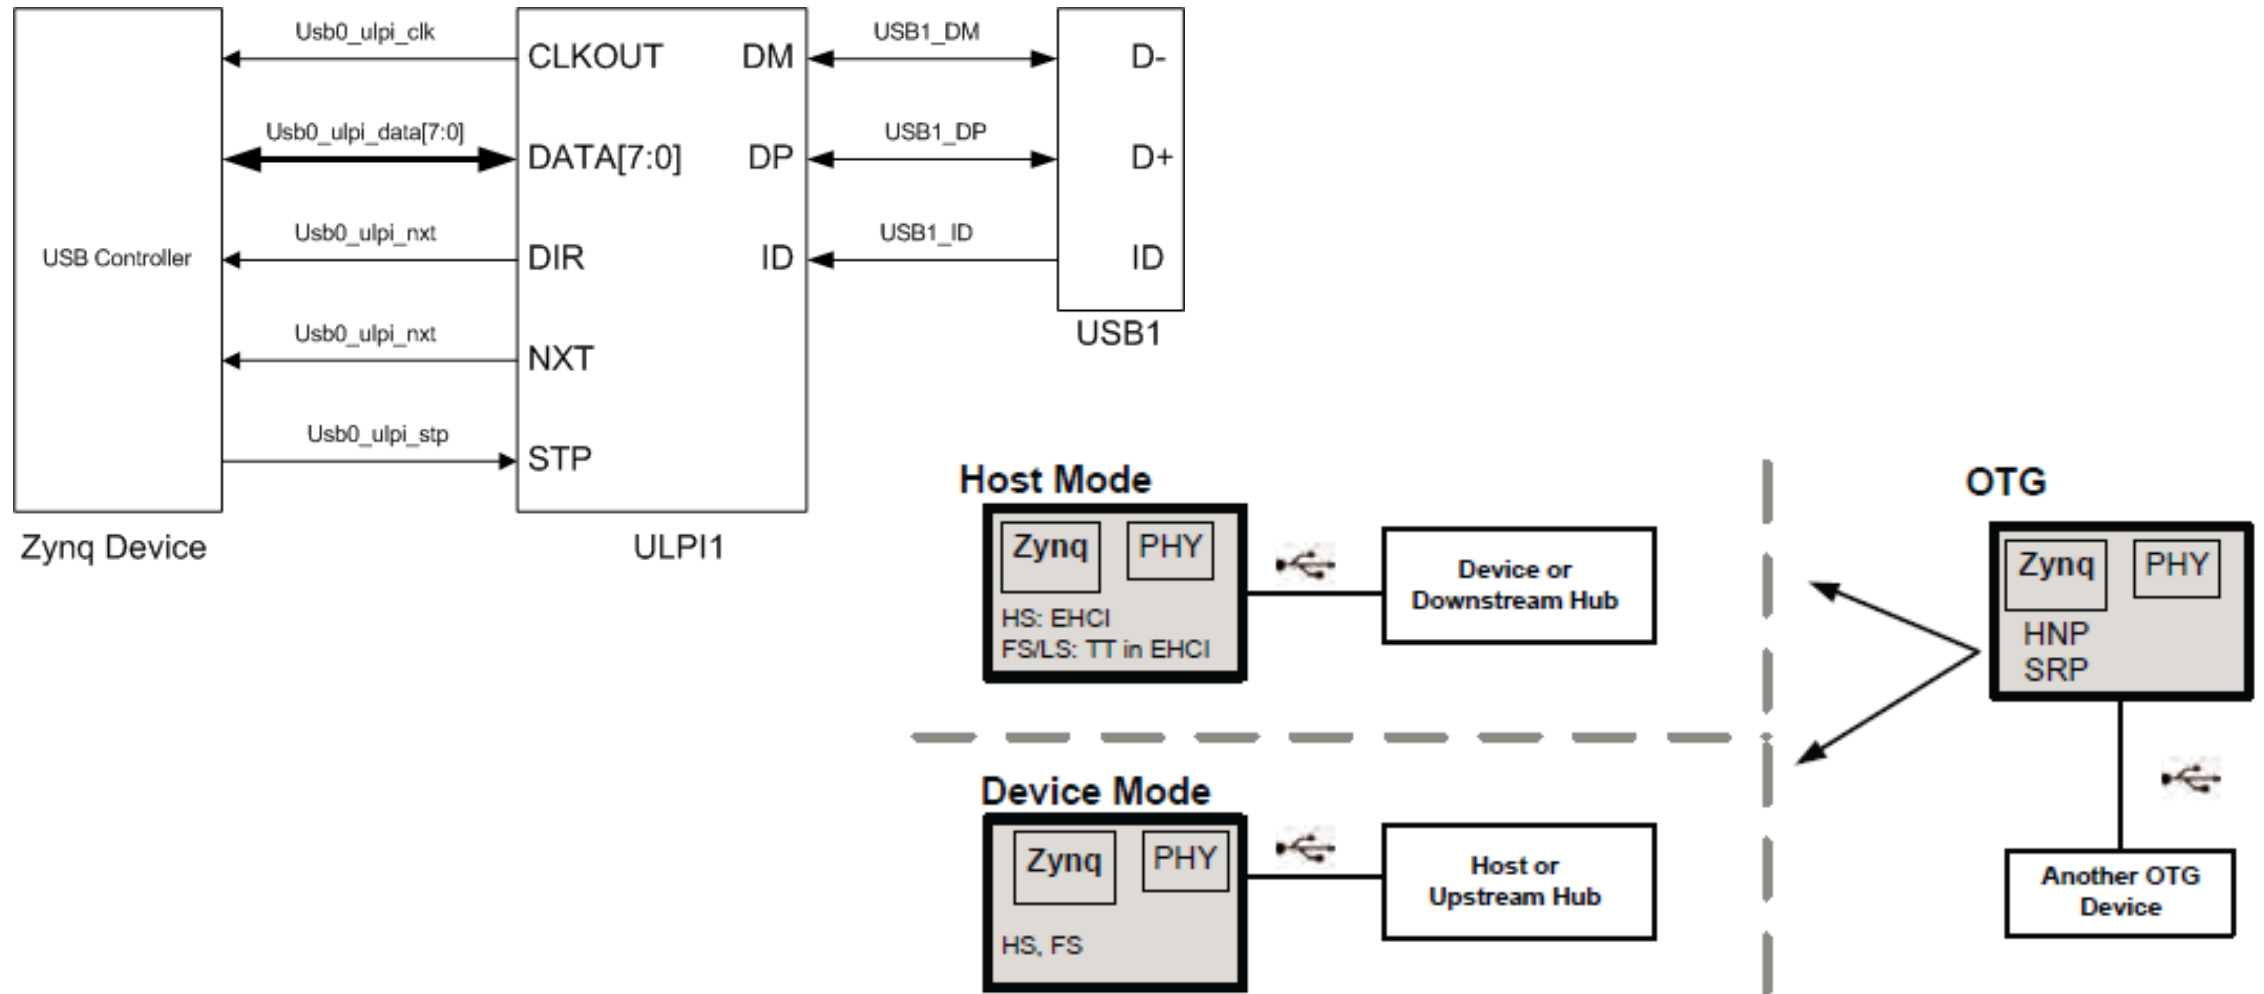 Usb0_ulpi_clk
CLKOUT
DM
USB1_DM
D-
Usb0_ulpi_data[7:0]
DATA[7:0]
DP
USB1_DP
D+
USB Controller
Usb0_ulpi_nxt
DIR
ID
USB1_ID
ID
USB1
Usb0_ulpi_nxt
NXT
Usb0_ulpi_stp
STP
Zynq Device
ULPI1
Host Mode
Zynq
PHY
HS: EHCI
FS/LS: TT in EHCI
Device or
Downstream Hub
OTG
Zynq
PHY
HNP
SRP
Another OTG
Device
Device Mode
Zynq
PHY
HS, FS
Host or
Upstream Hub